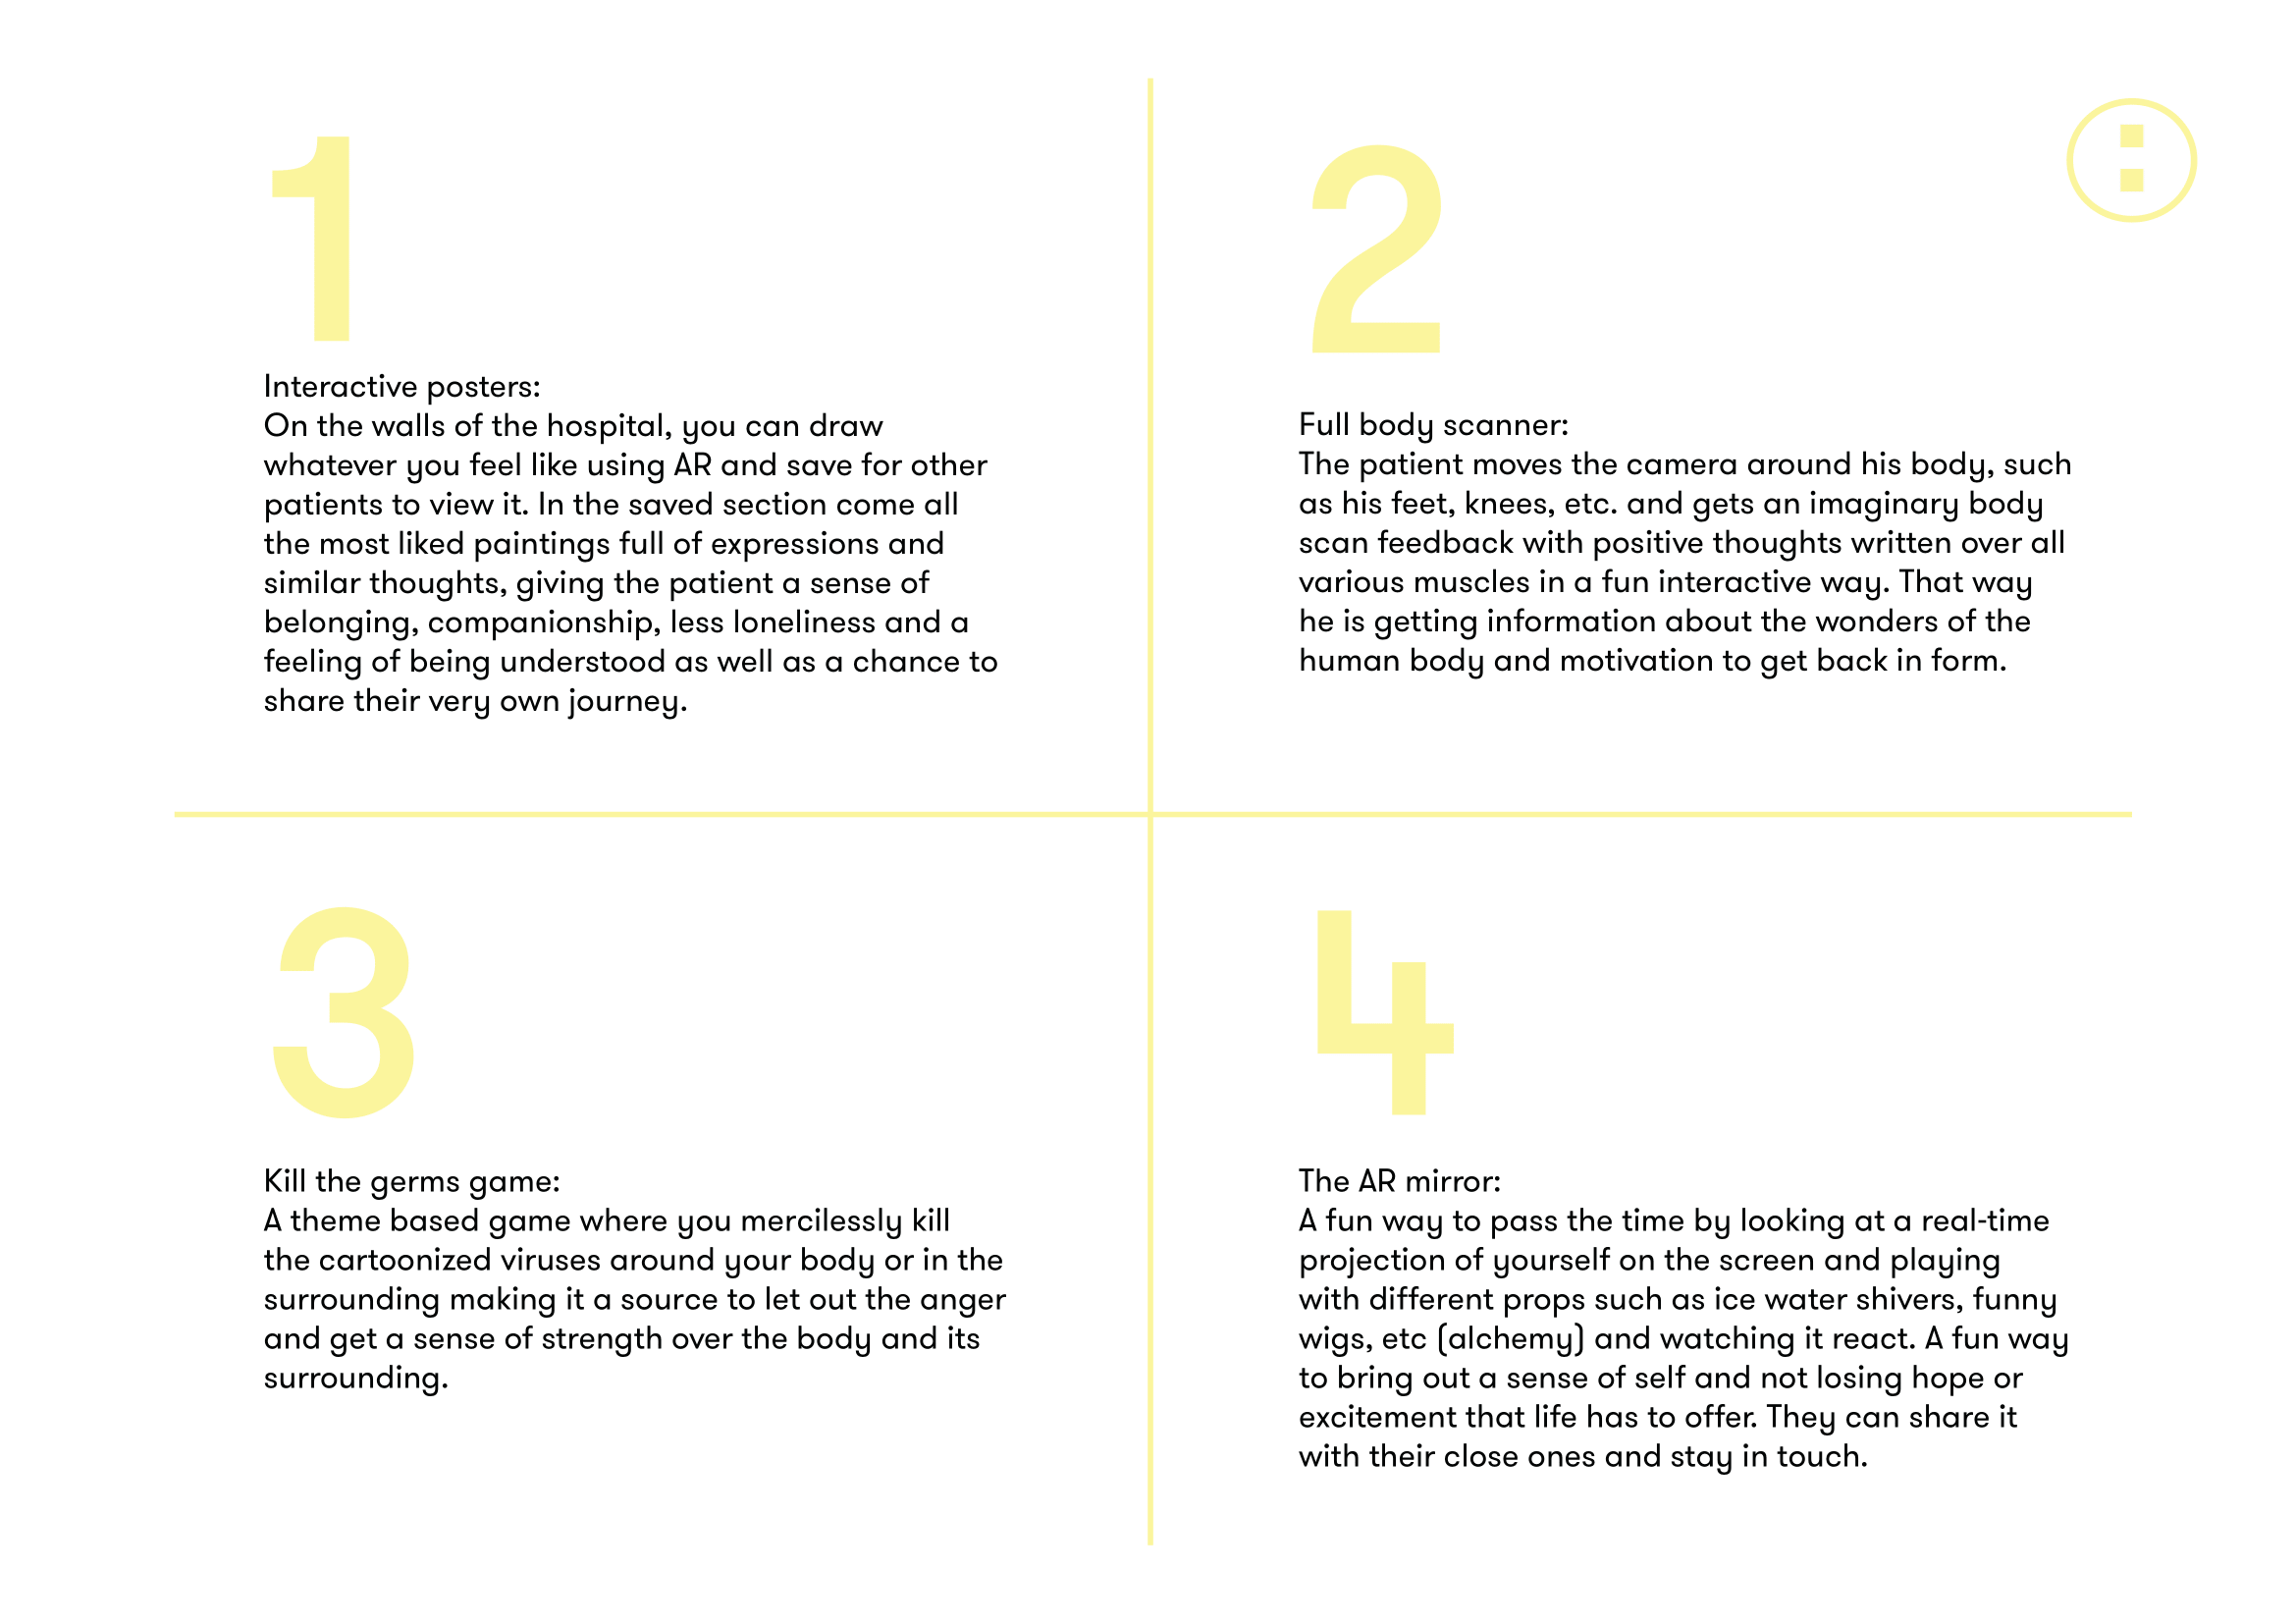 1
Interactive posters:
On the walls of the hospital, you can draw
whatever you feel like using AR and save for other
patients to view it. In the saved section come all
the most liked paintings full of expressions and
similar thoughts, giving the patient a sense of
belonging, companionship, less loneliness and a
feeling of being understood as well as a chance to
share their very own journey.
2
Full body scanner:
The patient moves the camera around his body, such
as his feet, knees, etc. and gets an imaginary body
scan feedback with positive thoughts written over all
various muscles in a fun interactive way. That way
he is getting information about the wonders of the
human body and motivation to get back in form.
:
3
Kill the germs game:
A theme based game where you mercilessly kill
the cartoonized viruses around your body or in the
surrounding making it a source to let out the anger
and get a sense of strength over the body and its
surrounding.
4
The AR mirror:
A fun way to pass the time by looking at a real-time
projection of yourself on the screen and playing
with different props such as ice water shivers, funny
wigs, etc (alchemy) and watching it react. A fun way
to bring out a sense of self and not losing hope or
excitement that life has to offer. They can share it
with their close ones and stay in touch.